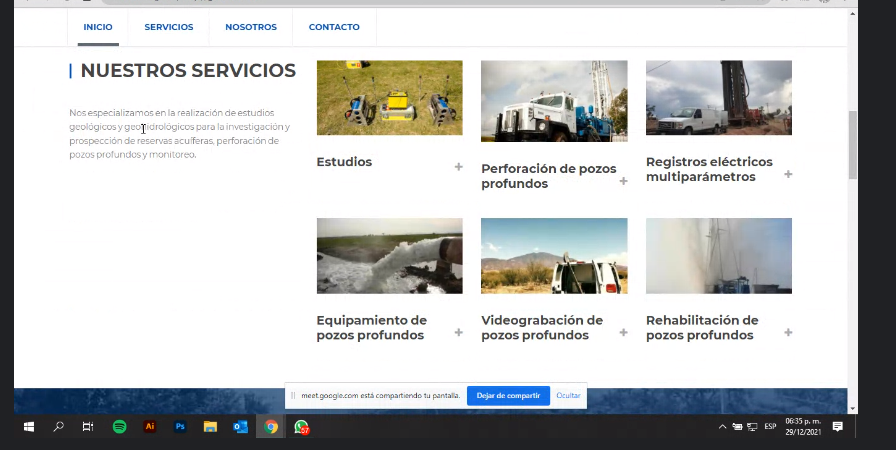 INICIO
SERVICIOS
NOSOTROS
CONTACTO
NUESTROS SERVICIOS
Nos especializamos en la realización de estudios
geológicos y geohidrológicos para la investigación y
prospección de reservas acuíferas, perforación de
pozos profundos y monitoreo.
Estudios
+
Perforación de pozos
profundos
+
Registros eléctricos
multiparámetros
+
Equipamiento de
pozos profundos
+
Videograbación de
pozos profundos
+
Rehabilitación de
pozos profundos
+
meet.google.com está compartiendo tu pantalla.
Dejar de compartir
Ocultar
Ai
Ps
57
ESP
06:35 p. m.
29/12/2021